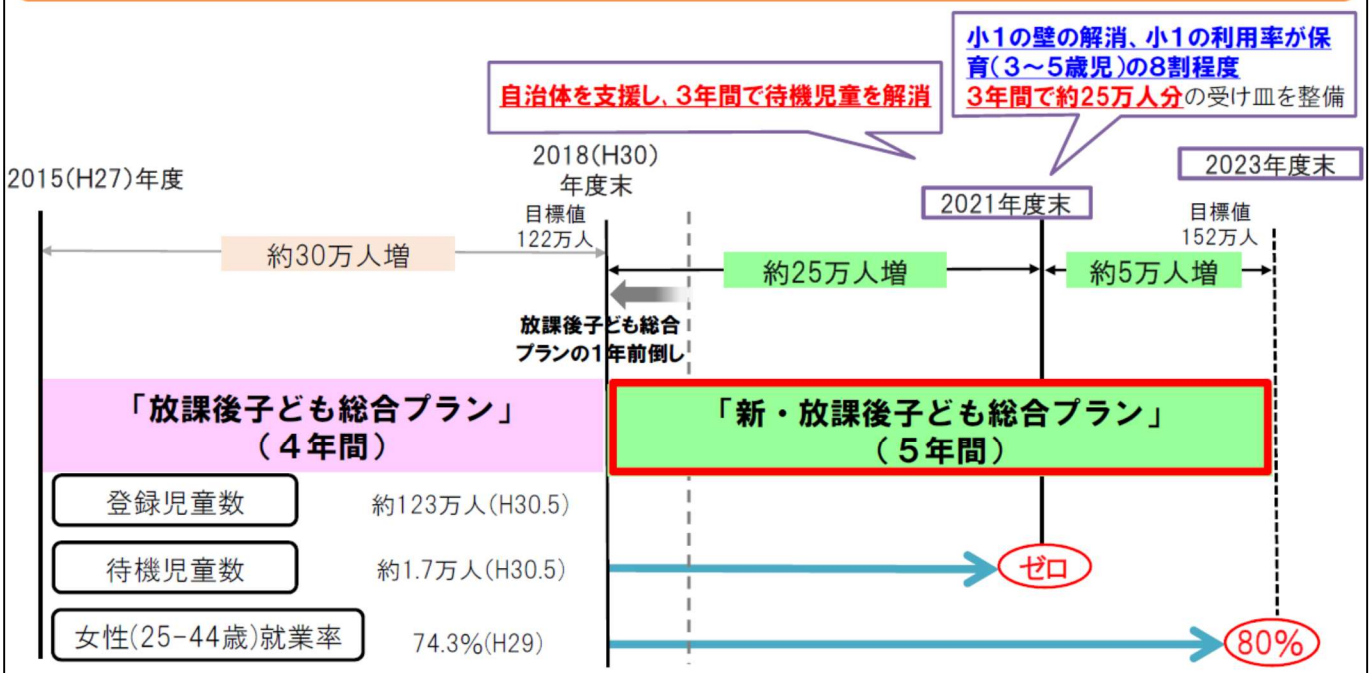 小1の壁の解消、小1の利用率が保
育(3～5歳児)の8割程度
3年間で約25万人分の受け皿を整備
自治体を支援し、3年間で待機児童を解消
2015(H27)年度
2018(H30)
年度末
目標値
122万人
2021年度末
2023年度末
目標値
152万人
約30万人増
約25万人増
約5万人増
放課後子ども総合
プランの1年前倒し
「放課後子ども総合プラン」
(4年間)
「新・放課後子ども総合プラン」
(5年間)
登録児童数 約123万人(H30.5)
待機児童数 約1.7万人(H30.5) ゼロ
女性(25-44歳)就業率 74.3%(H29) 80%